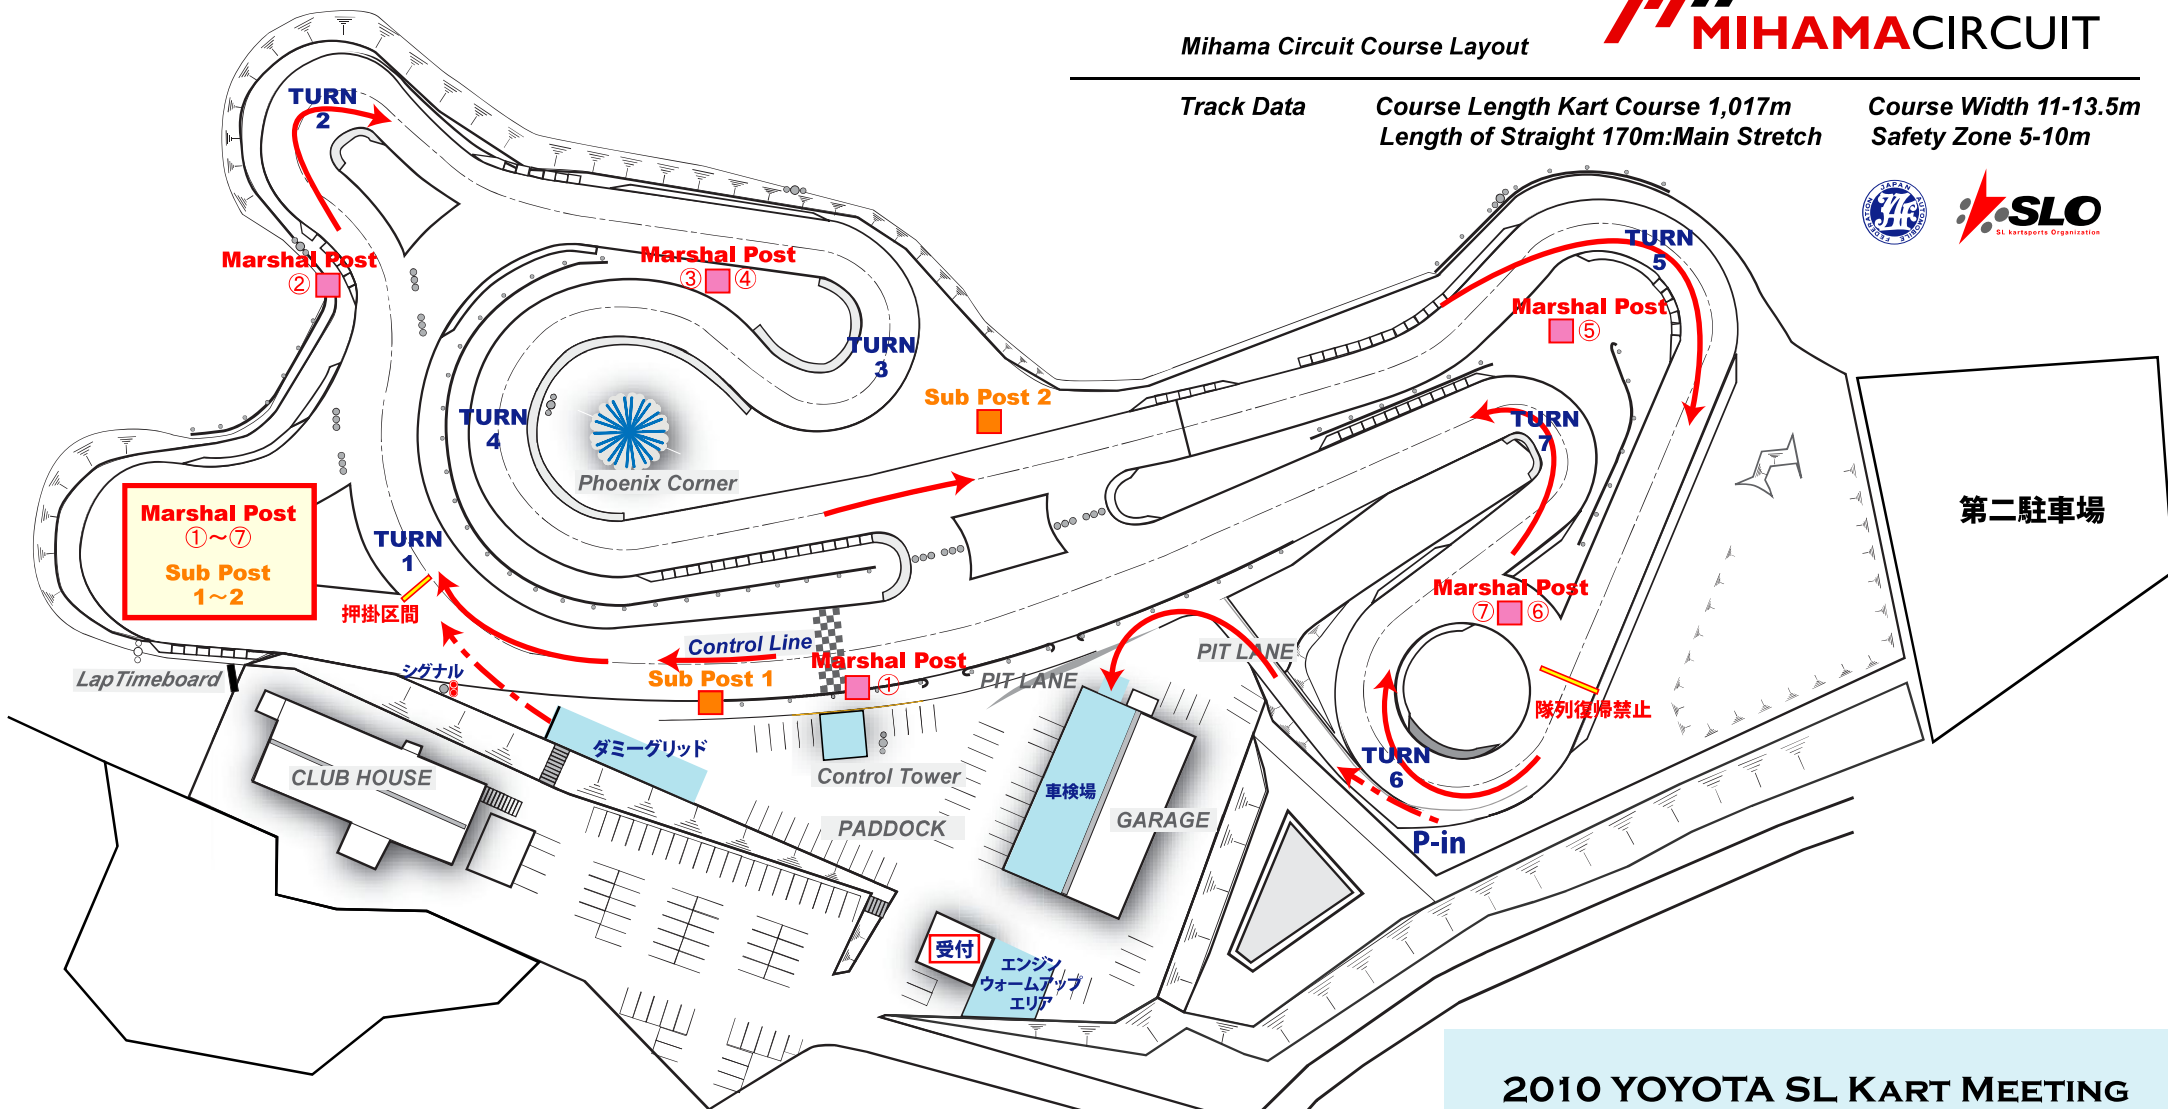 MIHAMACIRCUIT
Mihama Circuit Course Layout
Track Data
Course Length Kart Course 1,017m
Course Width 11-13.5m
Length of Straight 170m:Main Stretch
Safety Zone 5-10m
JAPAN AUTOMOBILE FEDERATION
JAF
SLO
SL kartsports Organization
TURN
2
Marshal Post
②
Marshal Post
③ ④
TURN
3
TURN
5
Marshal Post
⑤
Sub Post 2
TURN
4
Phoenix Corner
TURN
7
第二駐車場
Marshal Post
①～⑦
Sub Post
1～2
TURN
1
押掛区間
Marshal Post
⑦ ⑥
Control Line
Marshal Post
①
Sub Post 1
シグナル
LapTimeboard
PIT LANE
PIT LANE
隊列復帰禁止
ダミーグリッド
CLUB HOUSE
Control Tower
TURN
6
車検場
GARAGE
PADDOCK
P-in
受付
エンジン
ウォームアップ
エリア
2010 YOYOTA SL KART MEETING